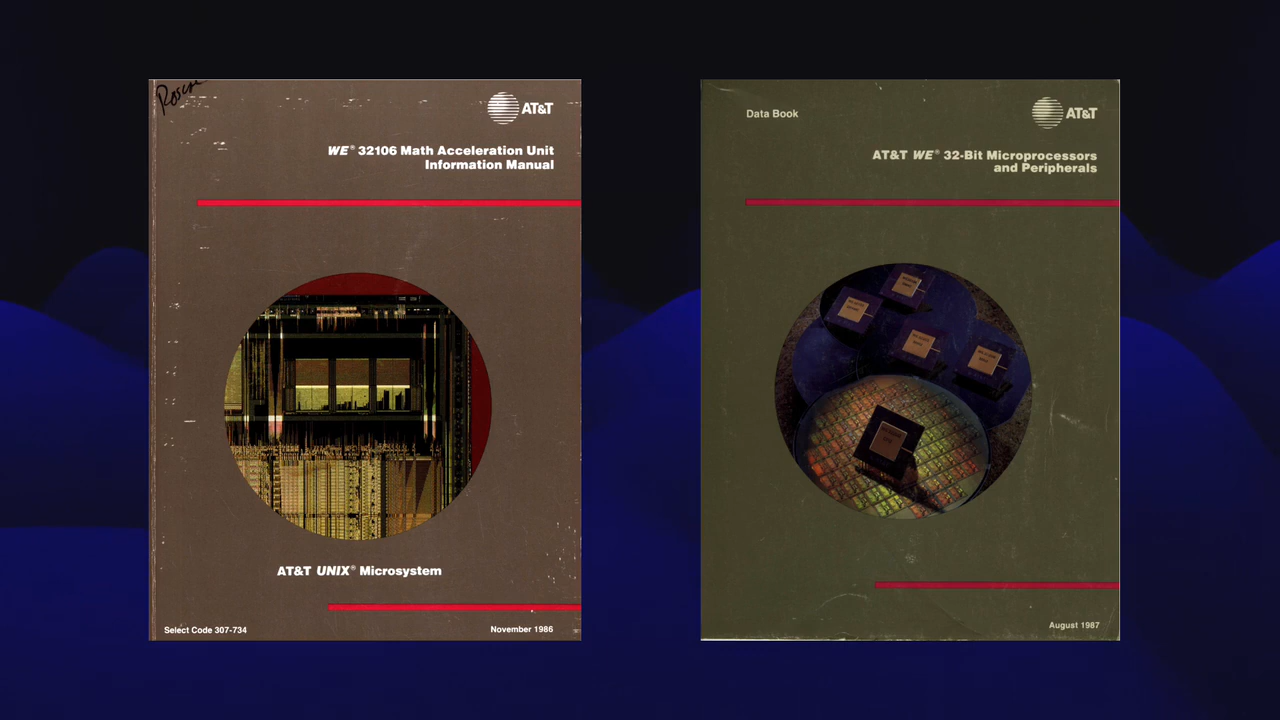 AT&T
WE® 32106 Math Acceleration Unit
Information Manual
AT&T UNIX® Microsystem
Select Code 307-734
November 1986
Data Book
AT&T
AT&T WE® 32-Bit Microprocessors
and Peripherals
August 1987